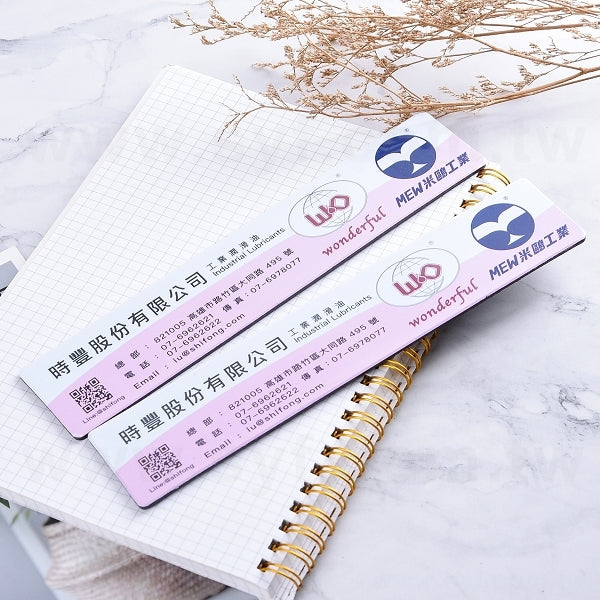 時豐股份有限公司 工業潤滑油
Industrial Lubricants
總部： 821005 高雄市路竹區大同路 495 號
電話： 07-6962621 傳真：07-6978077
07-6962622
Email : lu@shifong.com
Line@shifong
W&O
wonderful
MEW米鷗工業
時豐股份有限公司 工業潤滑油
Industrial Lubricants
總部： 821005 高雄市路竹區大同路 495 號
電話： 07-6962621 傳真：07-6978077
07-6962622
Email : lu@shifong.com
Line@shifong
wonderful
MEW米鷗工業